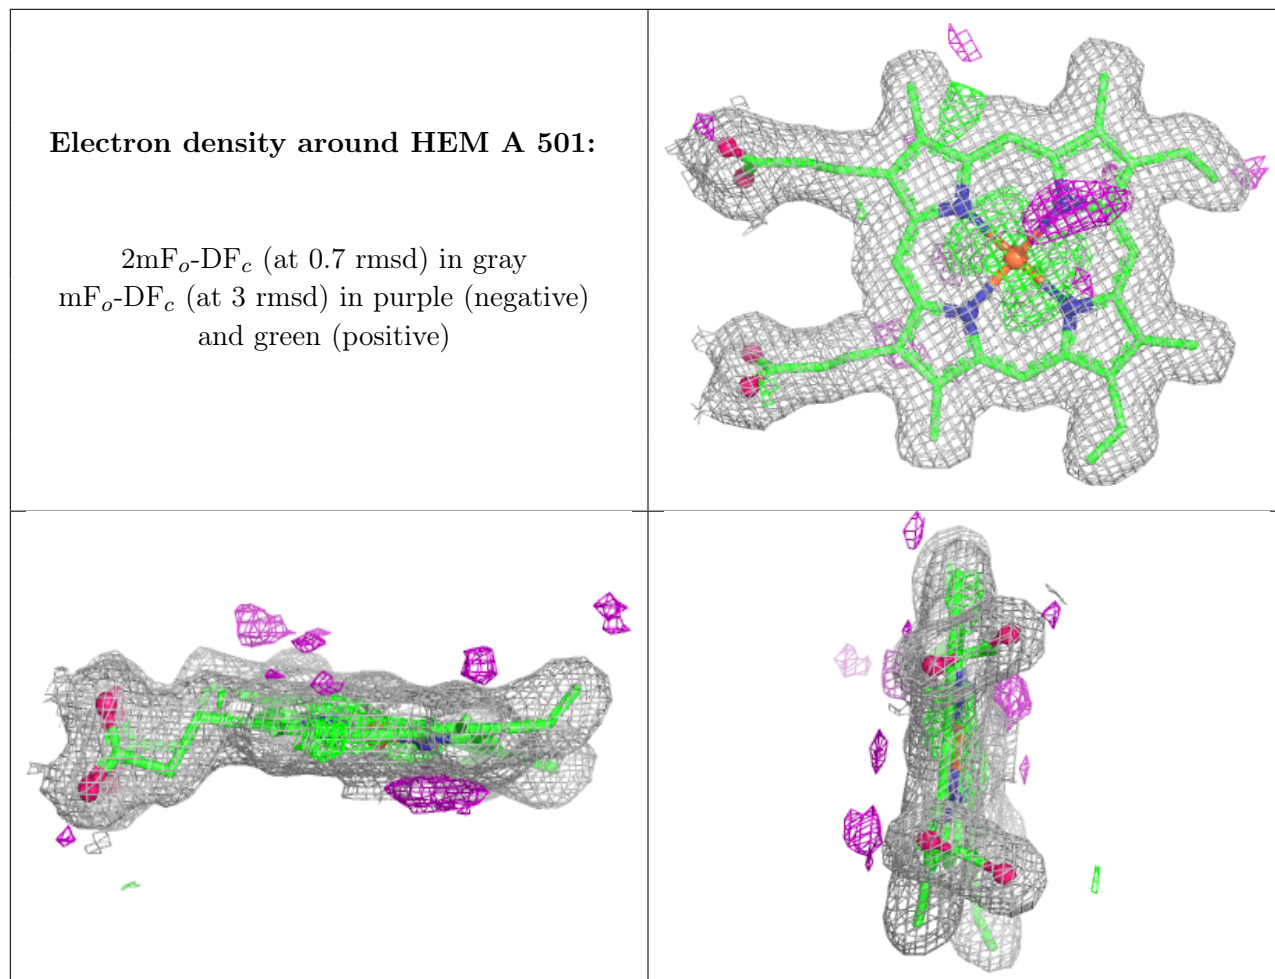 Electron density around HEM A 501:
2mFo-DFc (at 0.7 rmsd) in gray
mFo-DFc (at 3 rmsd) in purple (negative)
and green (positive)